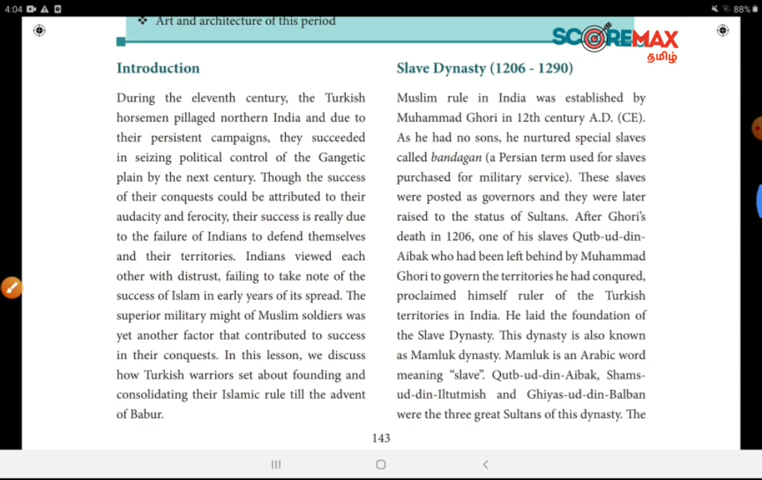 4:04
88%
❖ Art and architecture of this period
SCOREMAX
தமிழ்
Introduction
During the eleventh century, the Turkish
horsemen pillaged northern India and due to
their persistent campaigns, they succeeded
in seizing political control of the Gangetic
plain by the next century. Though the success
of their conquests could be attributed to their
audacity and ferocity, their success is really due
to the failure of Indians to defend themselves
and their territories. Indians viewed each
other with distrust, failing to take note of the
success of Islam in early years of its spread. The
superior military might of Muslim soldiers was
yet another factor that contributed to success
in their conquests. In this lesson, we discuss
how Turkish warriors set about founding and
consolidating their Islamic rule till the advent
of Babur.
Slave Dynasty (1206 - 1290)
Muslim rule in India was established by
Muhammad Ghori in 12th century A.D. (CE).
As he had no sons, he nurtured special slaves
called bandagan (a Persian term used for slaves
purchased for military service). These slaves
were posted as governors and they were later
raised to the status of Sultans. After Ghori's
death in 1206, one of his slaves Qutb-ud-din-
Aibak who had been left behind by Muhammad
Ghori to govern the territories he had conqured,
proclaimed himself ruler of the Turkish
territories in India. He laid the foundation of
the Slave Dynasty. This dynasty is also known
as Mamluk dynasty. Mamluk is an Arabic word
meaning "slave". Qutb-ud-din-Aibak, Shams-
ud-din-Iltutmish and Ghiyas-ud-din-Balban
were the three great Sultans of this dynasty. The
143